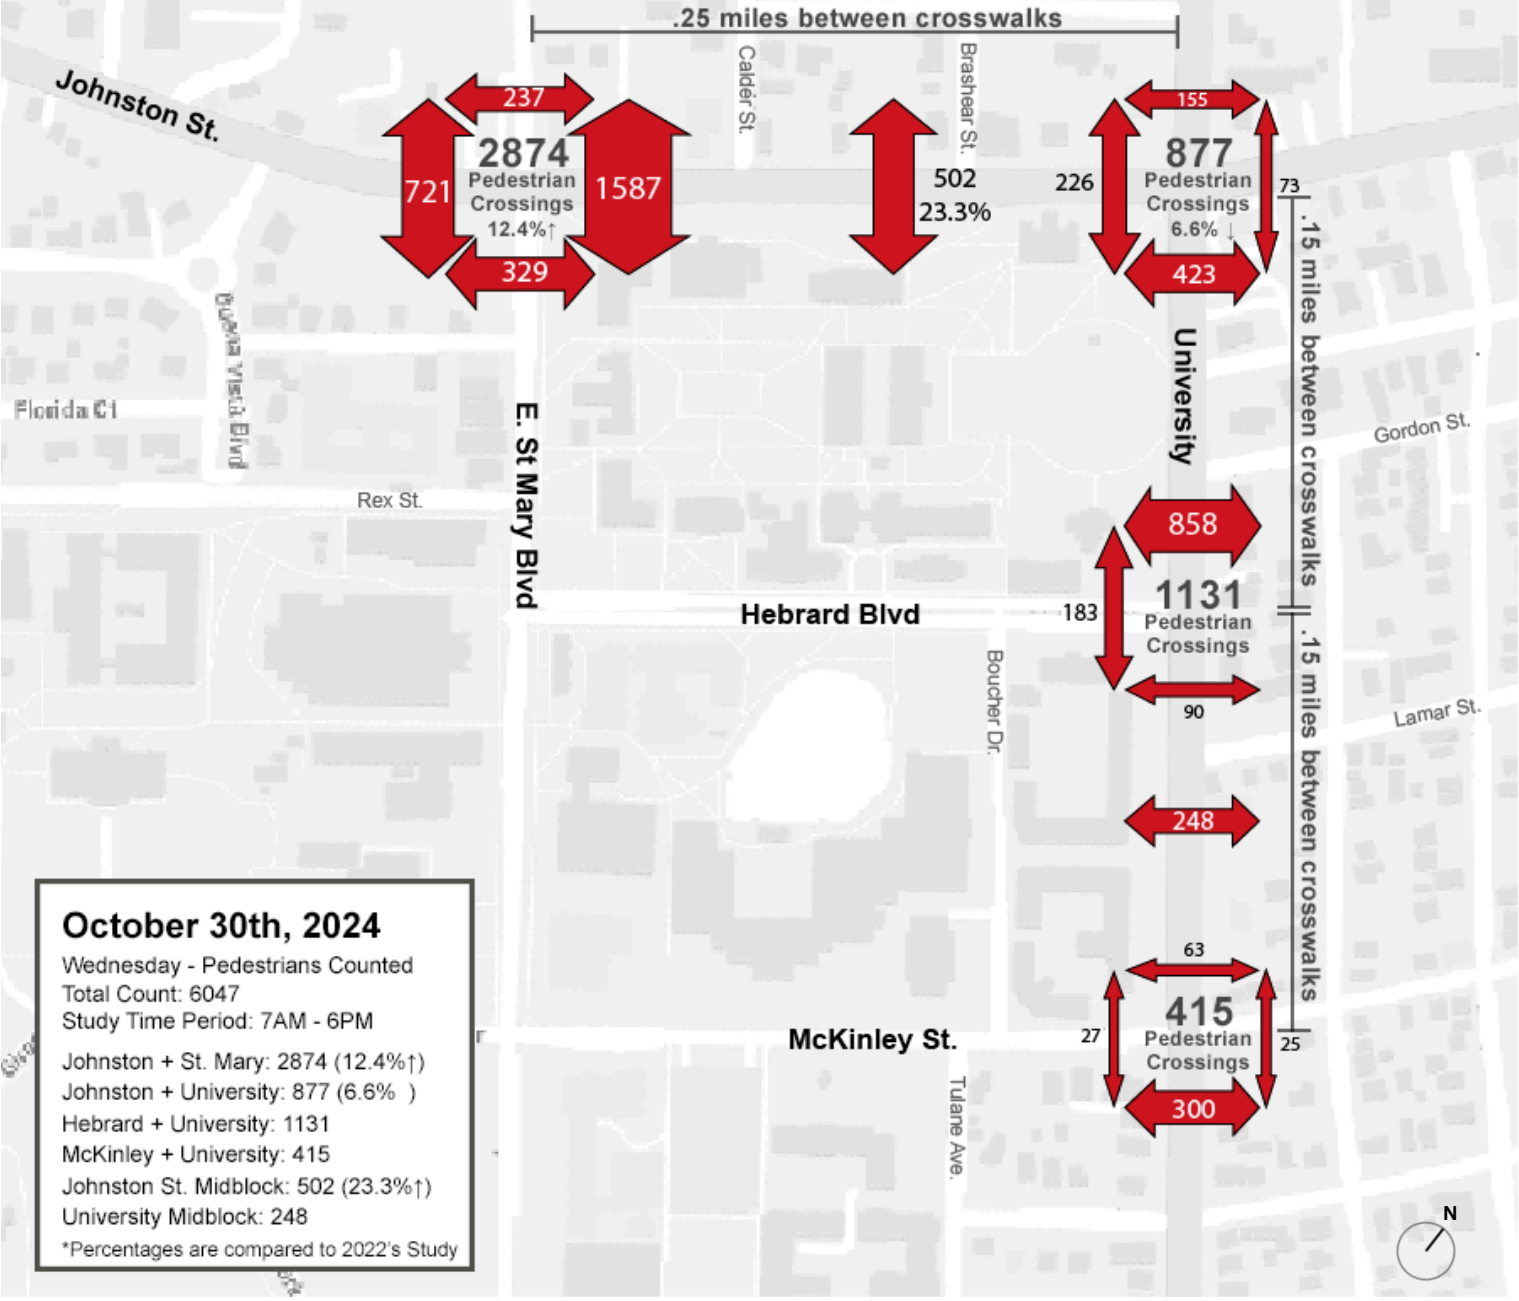 .25 miles between crosswalks
Johnston St.
Calder St.
Brashear St.
237
2874
Pedestrian
Crossings
12.4%↑
721
1587
329
502
23.3%
155
877
Pedestrian
Crossings
6.6% ↓
226
73
423
.15 miles between crosswalks
Buena Vista Blvd
Florida Ct
Rex St.
E. St Mary Blvd
University
Gordon St.
858
Hebrard Blvd
183
1131
Pedestrian
Crossings
90
Boucher Dr.
Lamar St.
.15 miles between crosswalks
248
63
415
Pedestrian
Crossings
27
25
300
McKinley St.
Tulane Ave.
October 30th, 2024
Wednesday - Pedestrians Counted
Total Count: 6047
Study Time Period: 7AM - 6PM
Johnston + St. Mary: 2874 (12.4%↑)
Johnston + University: 877 (6.6%  )
Hebrard + University: 1131
McKinley + University: 415
Johnston St. Midblock: 502 (23.3%↑)
University Midblock: 248
*Percentages are compared to 2022's Study
N